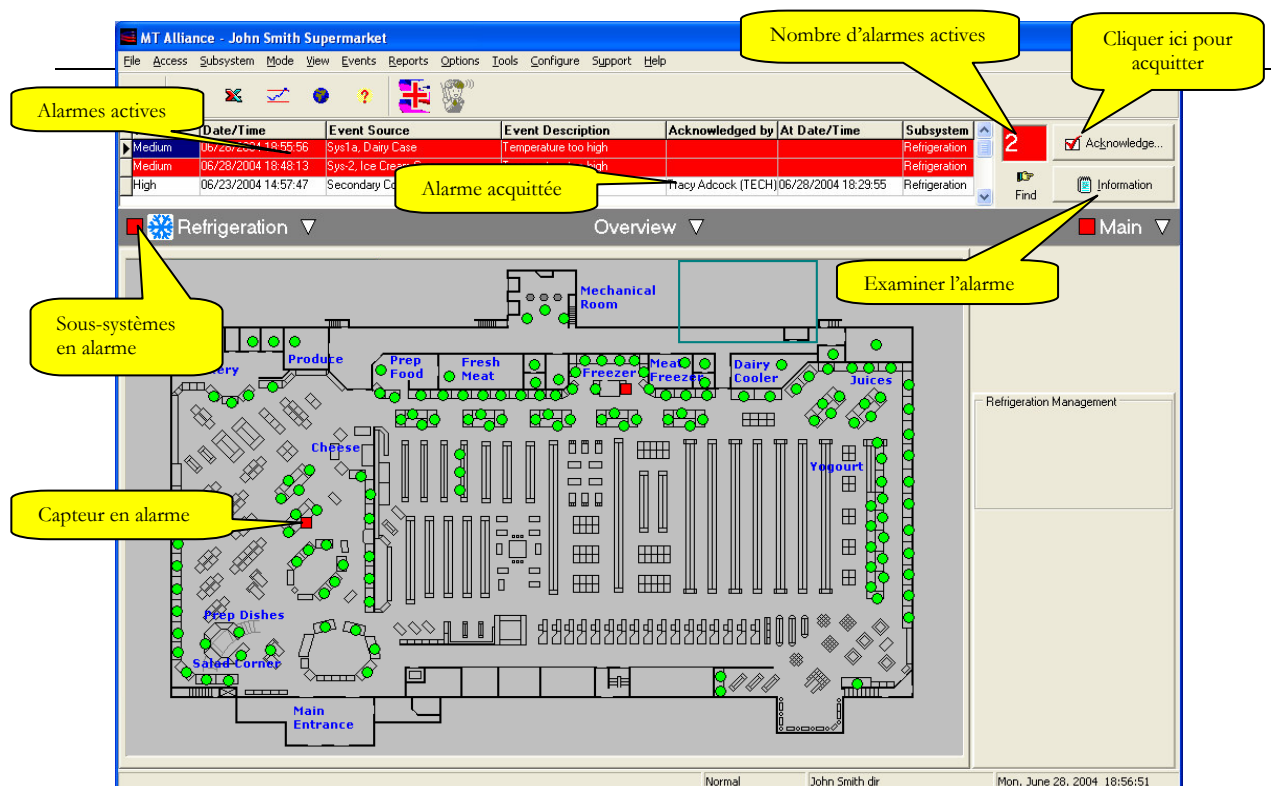 Nombre d'alarmes actives
Cliquer ici pour
acquitter
MT Alliance - John Smith Supermarket
File Access Subsystem Mode View Events Reports Options Tools Configure Support Help
Alarmes actives
Date/Time Event Source Event Description Acknowledged by At Date/Time Subsystem
Medium 06/28/2004 18:55:56 Sys1a, Dairy Case Temperature too high Refrigeration
Medium 06/28/2004 18:48:13 Sys-2, Ice Cream high Refrigeration
High 06/23/2004 14:57:47 Secondary Tracy Adcock (TECH) 06/28/2004 18:29:55 Refrigeration
2
Acknowledge...
Find
Information
Alarme acquittée
Refrigeration Overview Main
Examiner l'alarme
Sous-systèmes
en alarme
Mechanical
Room
Produce
Prep
Food
Fresh
Meat
Freezer
Meat
Freezer
Dairy
Cooler
Juices
Refrigeration Management
Cheese
Yogourt
Capteur en alarme
Prep Dishes
Salad Corner
Main
Entrance
Normal John Smith dir Mon, June 28, 2004 18:56:51